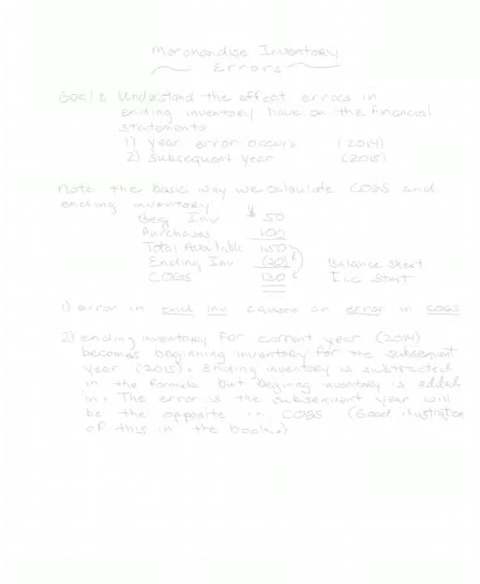 Merchandise Inventory
Errors
Goal: Understand the effect errors in
ending inventory have on the financial
statements
1) year error occurs (2014)
2) subsequent year (2015)
Note the basic way we calculate COGS and
ending inventory
Beg Inv $ 50
Purchases 100
Total Available 150
Ending Inv (20) Balance sheet
COGS 130 Inc Stmt
1) error in end inv causes an error in COGS
2) ending inventory for current year (2014)
becomes beginning inventory for the subsequent
year (2015). Ending inventory is subtracted
in the formula but beginning inventory is added
in. The error in the subsequent year will
be the opposite in COGS (Good illustration
of this in the book.)